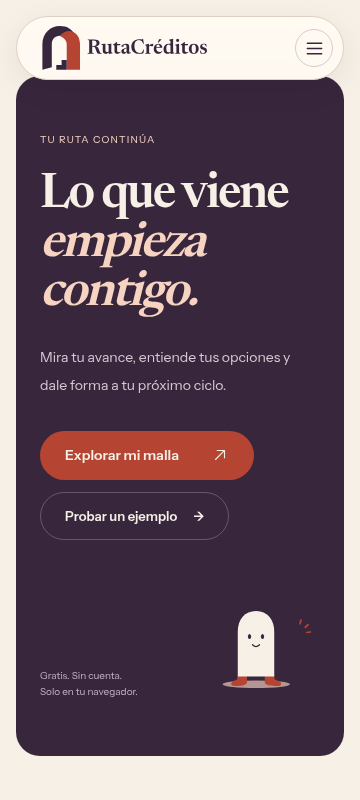 RutaCréditos
TU RUTA CONTINÚA
Lo que viene
empieza
contigo.
Mira tu avance, entiende tus opciones y
dale forma a tu próximo ciclo.
Explorar mi malla
Probar un ejemplo
Gratis. Sin cuenta.
Solo en tu navegador.